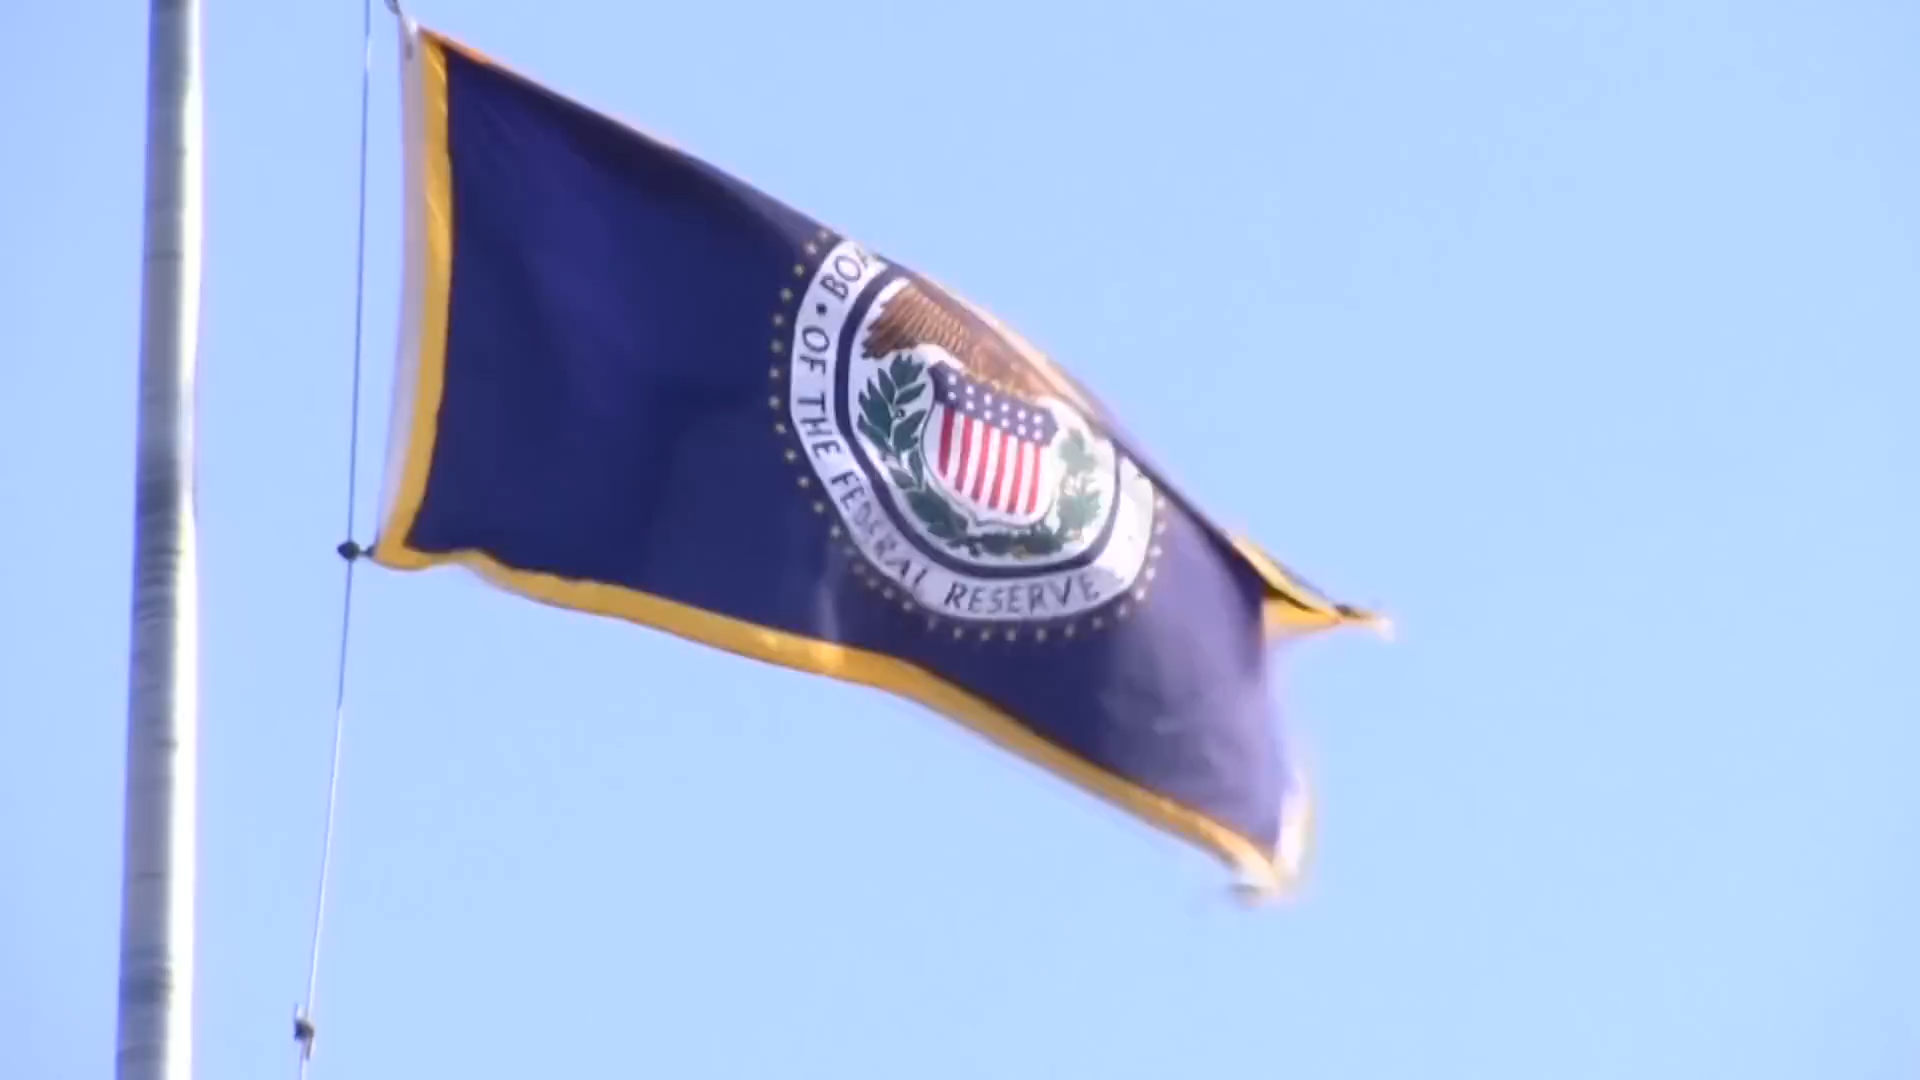 BOA
• OF THE FEDERAL RESERVE